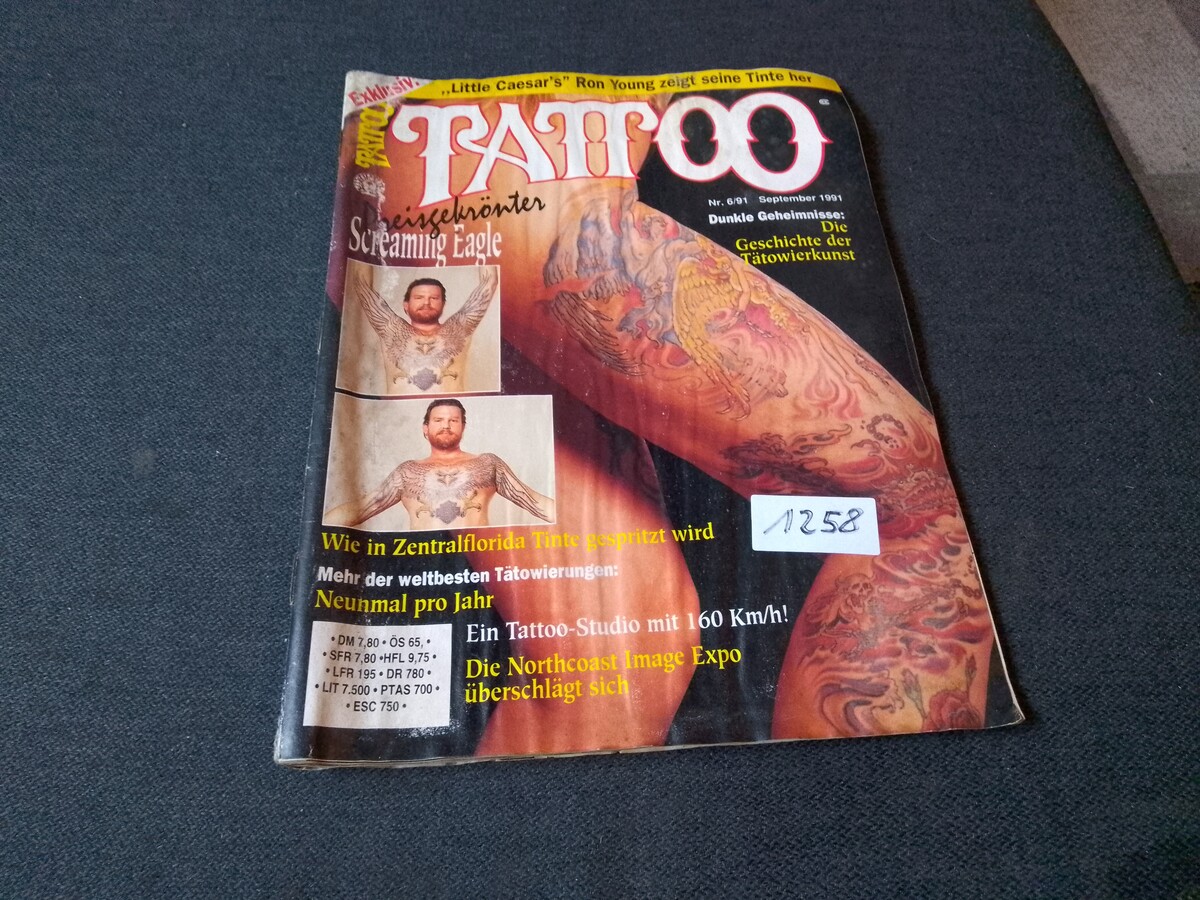 Exklusiv:
„Little Caesar's” Ron Young zeigt seine Tinte her
TATTOO
TATTOO
Nr. 6/91 September 1991
Preisgekrönter
Screaming Eagle
Dunkle Geheimnisse:
Die
Geschichte der
Tätowierkunst
1258
Wie in Zentralflorida Tinte gespritzt wird
Mehr der weltbesten Tätowierungen:
Neunmal pro Jahr
Ein Tattoo-Studio mit 160 Km/h!
Die Northcoast Image Expo
überschlägt sich
• DM 7,80 • ÖS 65, •
• SFR 7,80 •HFL 9,75 •
• LFR 195 • DR 780 •
• LIT 7.500 • PTAS 700 •
• ESC 750 •